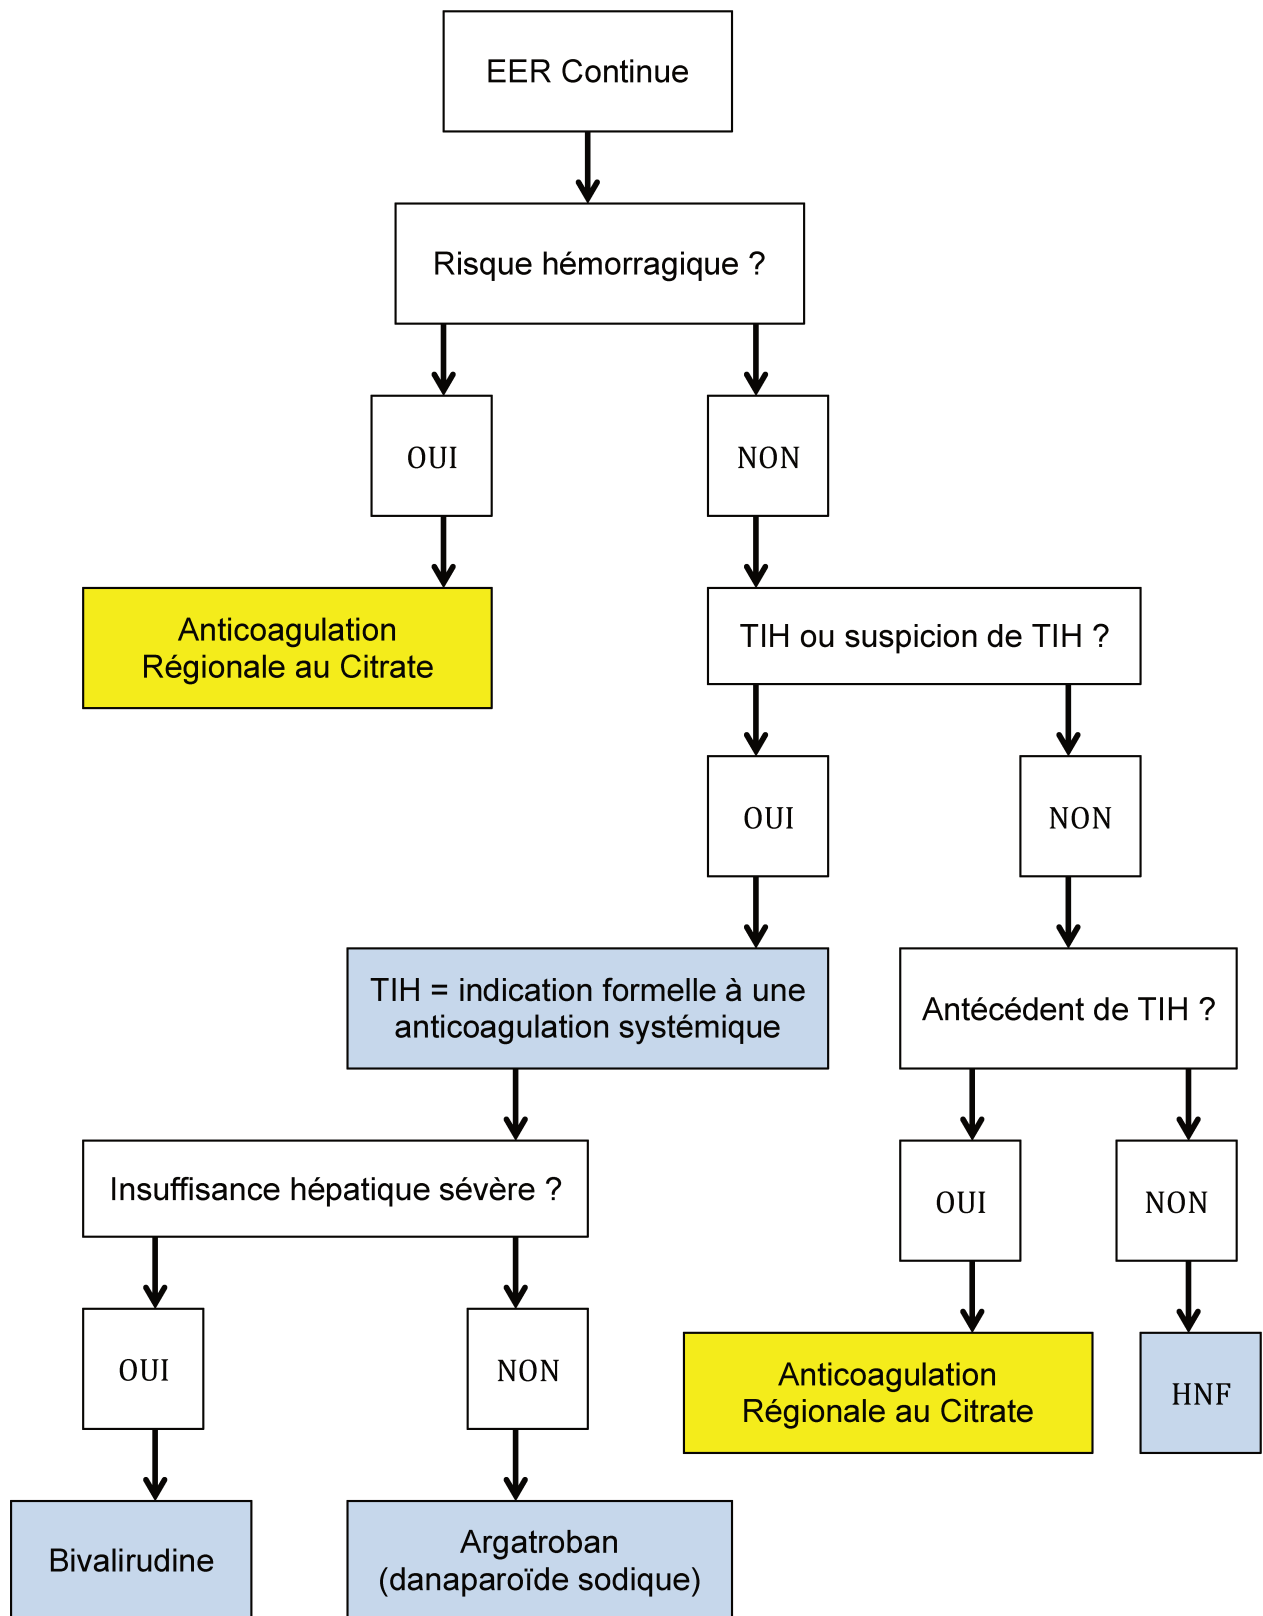 EER Continue
Risque hémorragique ?
OUI
NON
Anticoagulation
Régionale au Citrate
TIH ou suspicion de TIH ?
OUI
NON
TIH = indication formelle à une
anticoagulation systémique
Antécédent de TIH ?
Insuffisance hépatique sévère ?
OUI
NON
OUI
NON
Anticoagulation
Régionale au Citrate
HNF
Bivalirudine
Argatroban
(danaparoïde sodique)